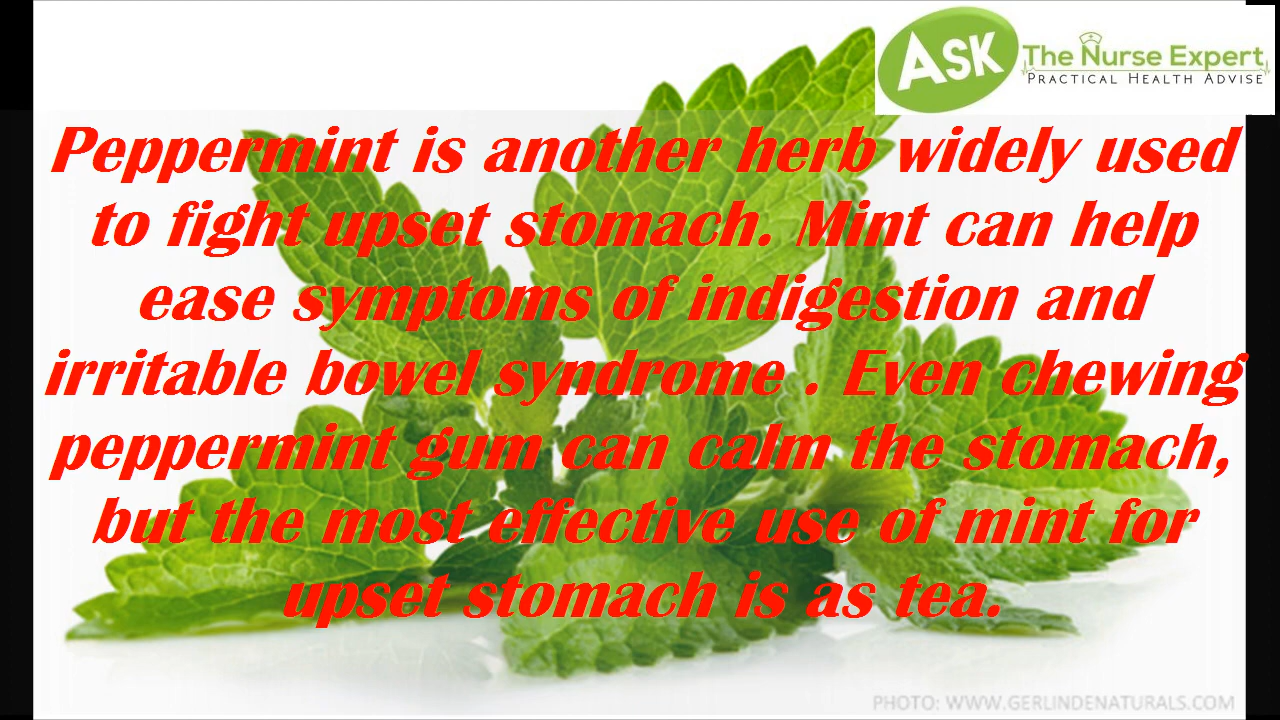 ASK
The Nurse Expert
PRACTICAL HEALTH ADVISE
Peppermint is another herb widely used
to fight upset stomach. Mint can help
ease symptoms of indigestion and
irritable bowel syndrome . Even chewing
peppermint gum can calm the stomach,
but the most effective use of mint for
upset stomach is as tea.
PHOTO: WWW.GERLINDENATURALS.COM